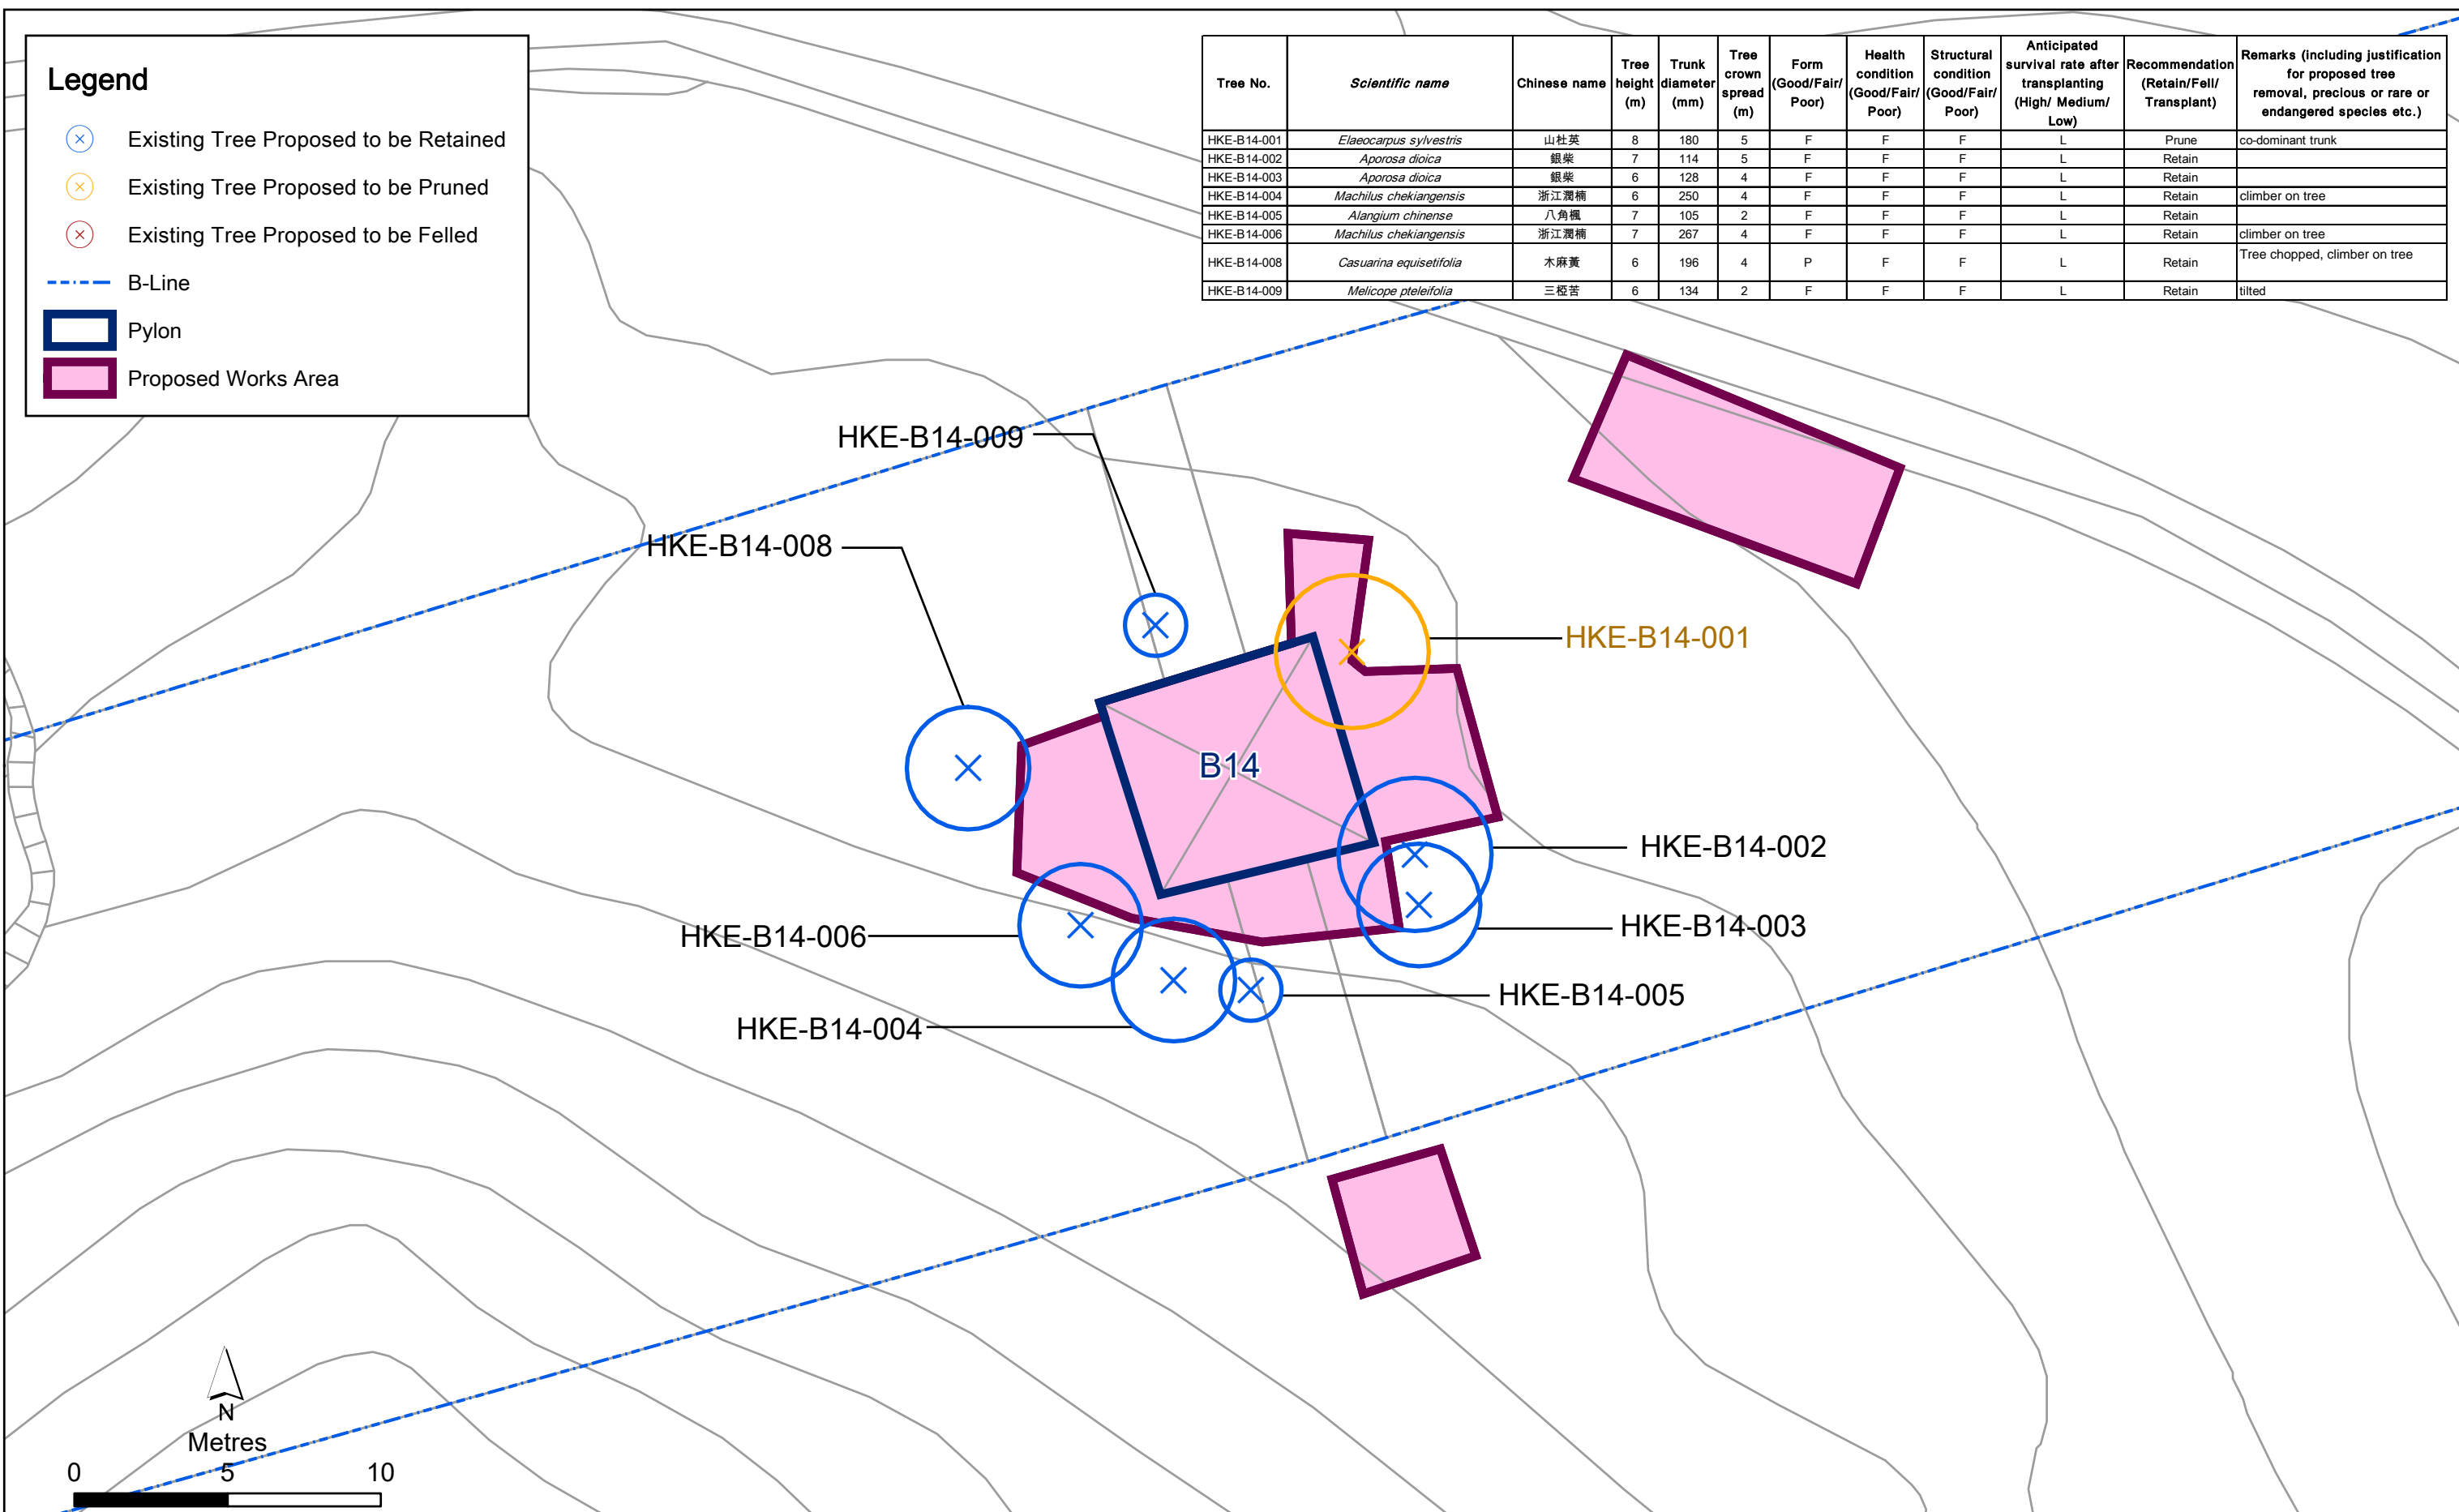 Legend
Existing Tree Proposed to be Retained
Existing Tree Proposed to be Pruned
Existing Tree Proposed to be Felled
B-Line
Pylon
Proposed Works Area
Tree No. Scientific name Chinese name Tree height (m) Trunk diameter (mm) Tree crown spread (m) Form (Good/Fair/ Poor) Health condition (Good/Fair/ Poor) Structural condition (Good/Fair/ Poor) Anticipated survival rate after transplanting (High/ Medium/ Low) Recommendation (Retain/Fell/ Transplant) Remarks (including justification for proposed tree removal, precious or rare or endangered species etc.)
HKE-B14-001 Elaeocarpus sylvestris 山杜英 8 180 5 F F F L Prune co-dominant trunk
HKE-B14-002 Aporosa dioica 銀柴 7 114 5 F F F L Retain
HKE-B14-003 Aporosa dioica 銀柴 6 128 4 F F F L Retain
HKE-B14-004 Machilus chekiangensis 浙江潤楠 6 250 4 F F F L Retain climber on tree
HKE-B14-005 Alangium chinense 八角楓 7 105 2 F F F L Retain
HKE-B14-006 Machilus chekiangensis 浙江潤楠 7 267 4 F F F L Retain climber on tree
HKE-B14-008 Casuarina equisetifolia 木麻黃 6 196 4 P F F L Retain Tree chopped, climber on tree
HKE-B14-009 Melicope pteleifolia 三椏苦 6 134 2 F F F L Retain tilted
HKE-B14-009
HKE-B14-008
HKE-B14-001
B14
HKE-B14-002
HKE-B14-003
HKE-B14-006
HKE-B14-005
HKE-B14-004
N
Metres
0 5 10